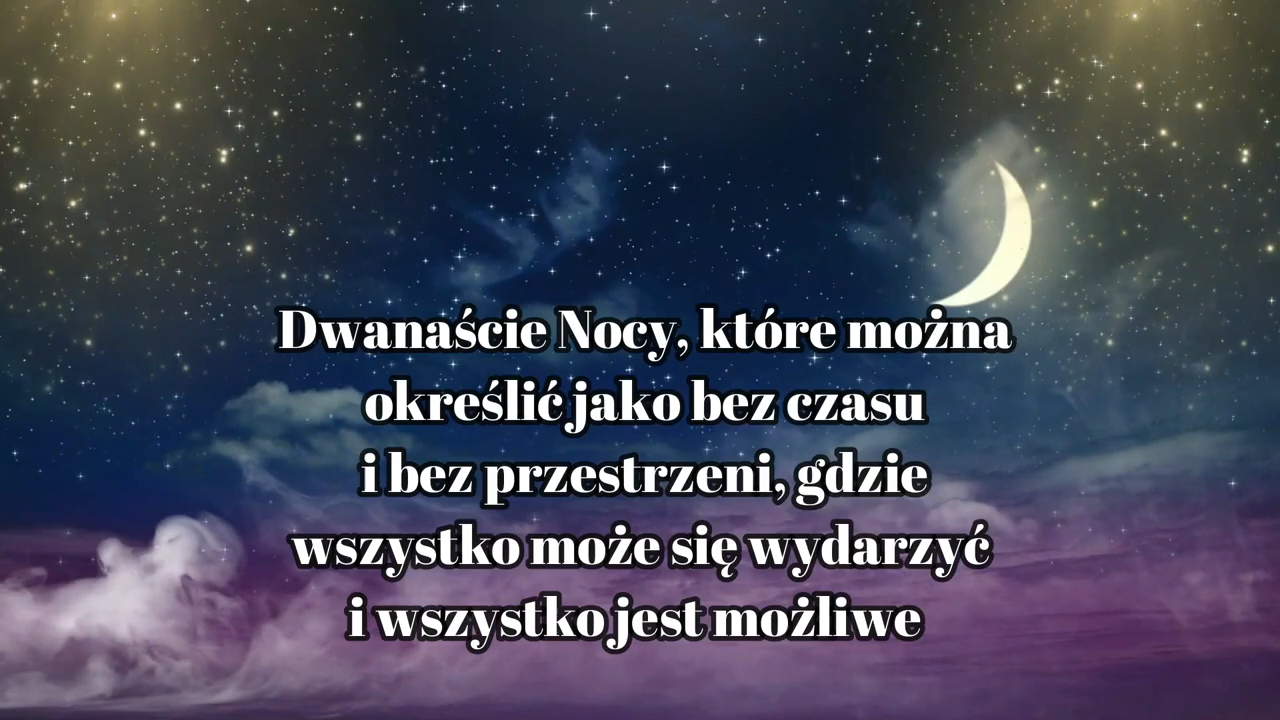 Dwanaście Nocy, które można
określić jako bez czasu
i bez przestrzeni, gdzie
wszystko może się wydarzyć
i wszystko jest możliwe